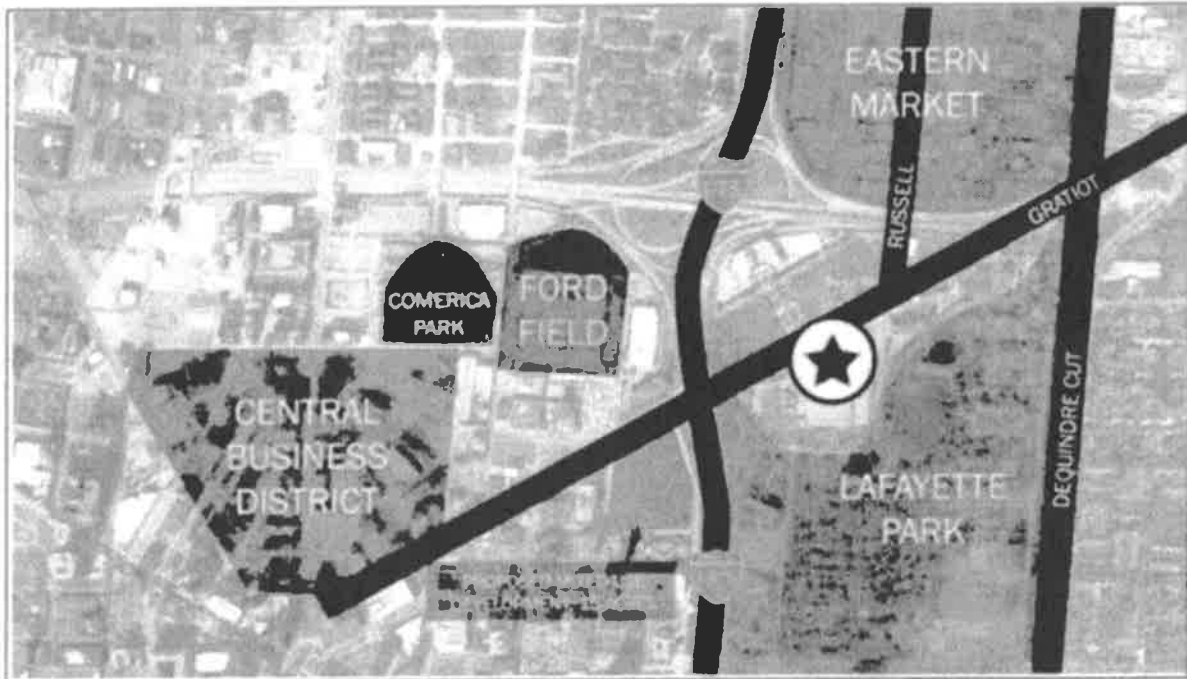 EASTERN
MARKET
RUSSELL
GRATIOT
COMERICA
PARK
FORD
FIELD
CENTRAL
BUSINESS
DISTRICT
LAFAYETTE
PARK
DEQUINDRE CUT